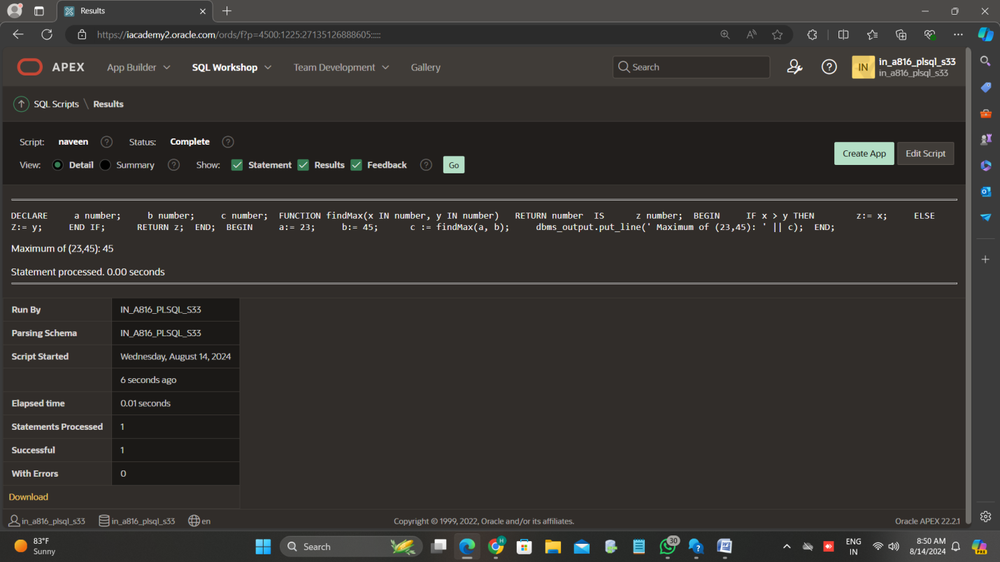 Results
https://iacademy2.oracle.com/ords/f?p=4500:1225:27135126888605:::::
APEX App Builder SQL Workshop Team Development Gallery Search IN in_a816_plsql_s33
in_a816_plsql_s33
SQL Scripts \ Results
Script: naveen Status: Complete
View: Detail Summary Show: Statement Results Feedback Go
Create App Edit Script
DECLARE a number; b number; c number; FUNCTION findMax(x IN number, y IN number) RETURN number IS z number; BEGIN IF x > y THEN z:= x; ELSE
Z:= y; END IF; RETURN z; END; BEGIN a:= 23; b:= 45; c := findMax(a, b); dbms_output.put_line(' Maximum of (23,45): ' || c); END;
Maximum of (23,45): 45
Statement processed. 0.00 seconds
Run By IN_A816_PLSQL_S33
Parsing Schema IN_A816_PLSQL_S33
Script Started Wednesday, August 14, 2024
6 seconds ago
Elapsed time 0.01 seconds
Statements Processed 1
Successful 1
With Errors 0
Download
in_a816_plsql_s33 in_a816_plsql_s33 en Copyright © 1999, 2022, Oracle and/or its affiliates. Oracle APEX 22.2.1
83°F
Sunny
Search
H
30
ENG
IN
8:50 AM
8/14/2024
PRE